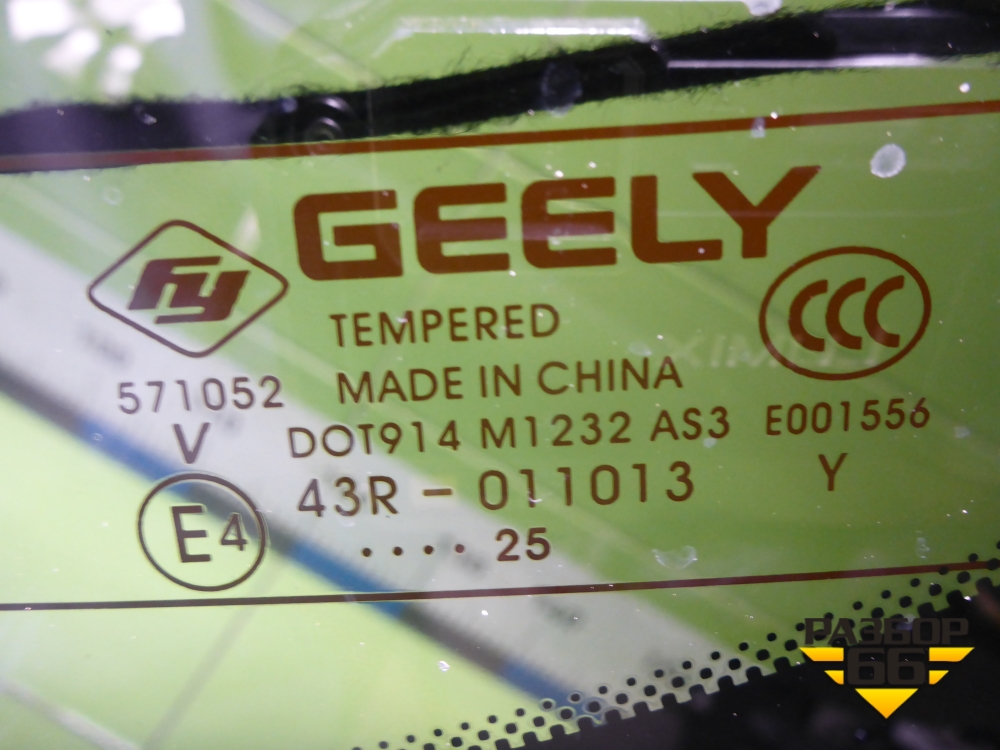 GEELY
fy
CCC
TEMPERED
571052 MADE IN CHINA
V DOT914 M1232 AS3 E001556
E4 43R - 011013 Y
.... 25
РАЗБОР
66